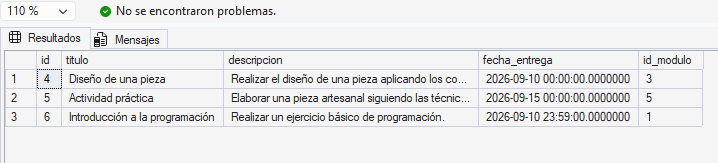 110 % No se encontraron problemas.
Resultados Mensajes
id titulo descripcion fecha_entrega id_modulo
1 4 Diseño de una pieza Realizar el diseño de una pieza aplicando los co... 2026-09-10 00:00:00.0000000 3
2 5 Actividad práctica Elaborar una pieza artesanal siguiendo las técnic... 2026-09-15 00:00:00.0000000 5
3 6 Introducción a la programación Realizar un ejercicio básico de programación. 2026-09-10 23:59:00.0000000 1